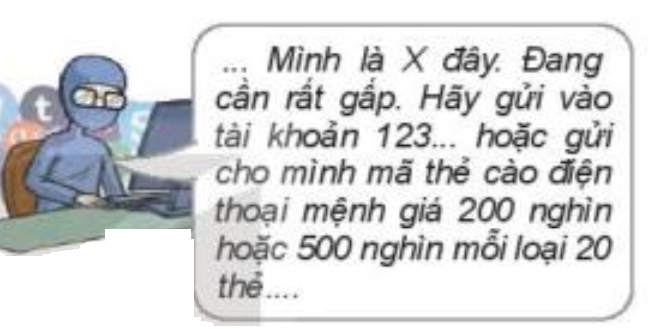 ... Mình là X đây. Đang
cần rất gấp. Hãy gửi vào
tài khoản 123... hoặc gửi
cho mình mã thẻ cào điện
thoại mệnh giá 200 nghìn
hoặc 500 nghìn mỗi loại 20
thẻ....
t